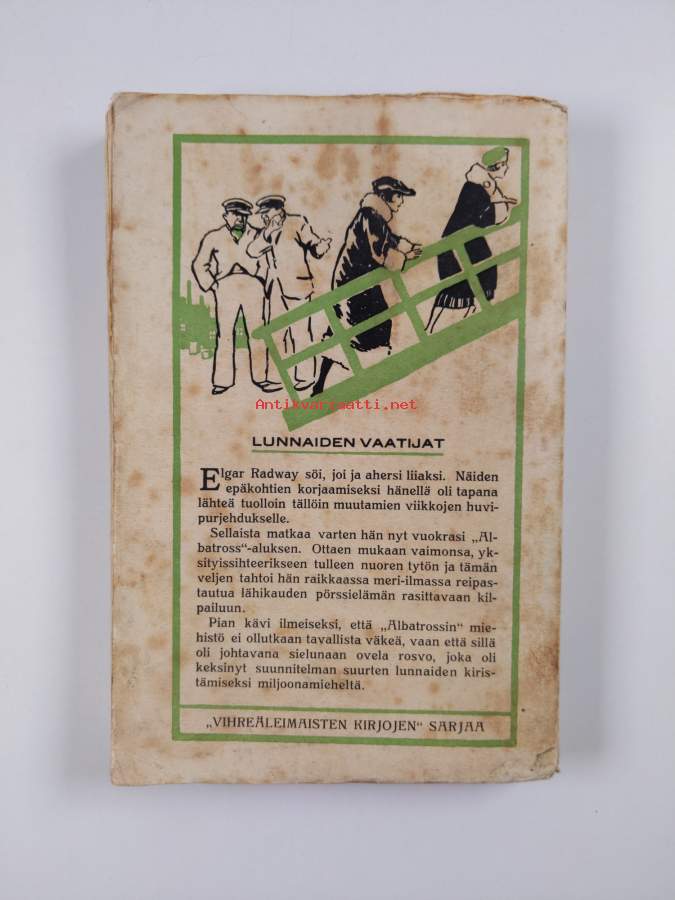 Antikvariaatti.net
LUNNAIDEN VAATIJAT
Elgar Radway söi, joi ja ahersi liiaksi. Näiden
epäkohtien korjaamiseksi hänellä oli tapana
lähteä tuolloin tällöin muutamien viikkojen huvi-
purjehdukselle.
Sellaista matkaa varten hän nyt vuokrasi „Al-
batross“-aluksen. Ottaen mukaan vaimonsa, yk-
sityissihteerikseen tulleen nuoren tytön ja tämän
veljen tahtoi hän raikkaassa meri-ilmassa reipas-
tautua lähikauden pörssielämän rasittavaan kil-
pailuun.
Pian kävi ilmeiseksi, että „Albatrossin“ mie-
histö ei ollutkaan tavallista väkeä, vaan että sillä
oli johtavana sielunaan ovela rosvo, joka oli
keksinyt suunnitelman suurten lunnaiden kiris-
tämiseksi miljoonamieheltä.
„VIHREÄLEIMAISTEN KIRJOJEN“ SARJAA